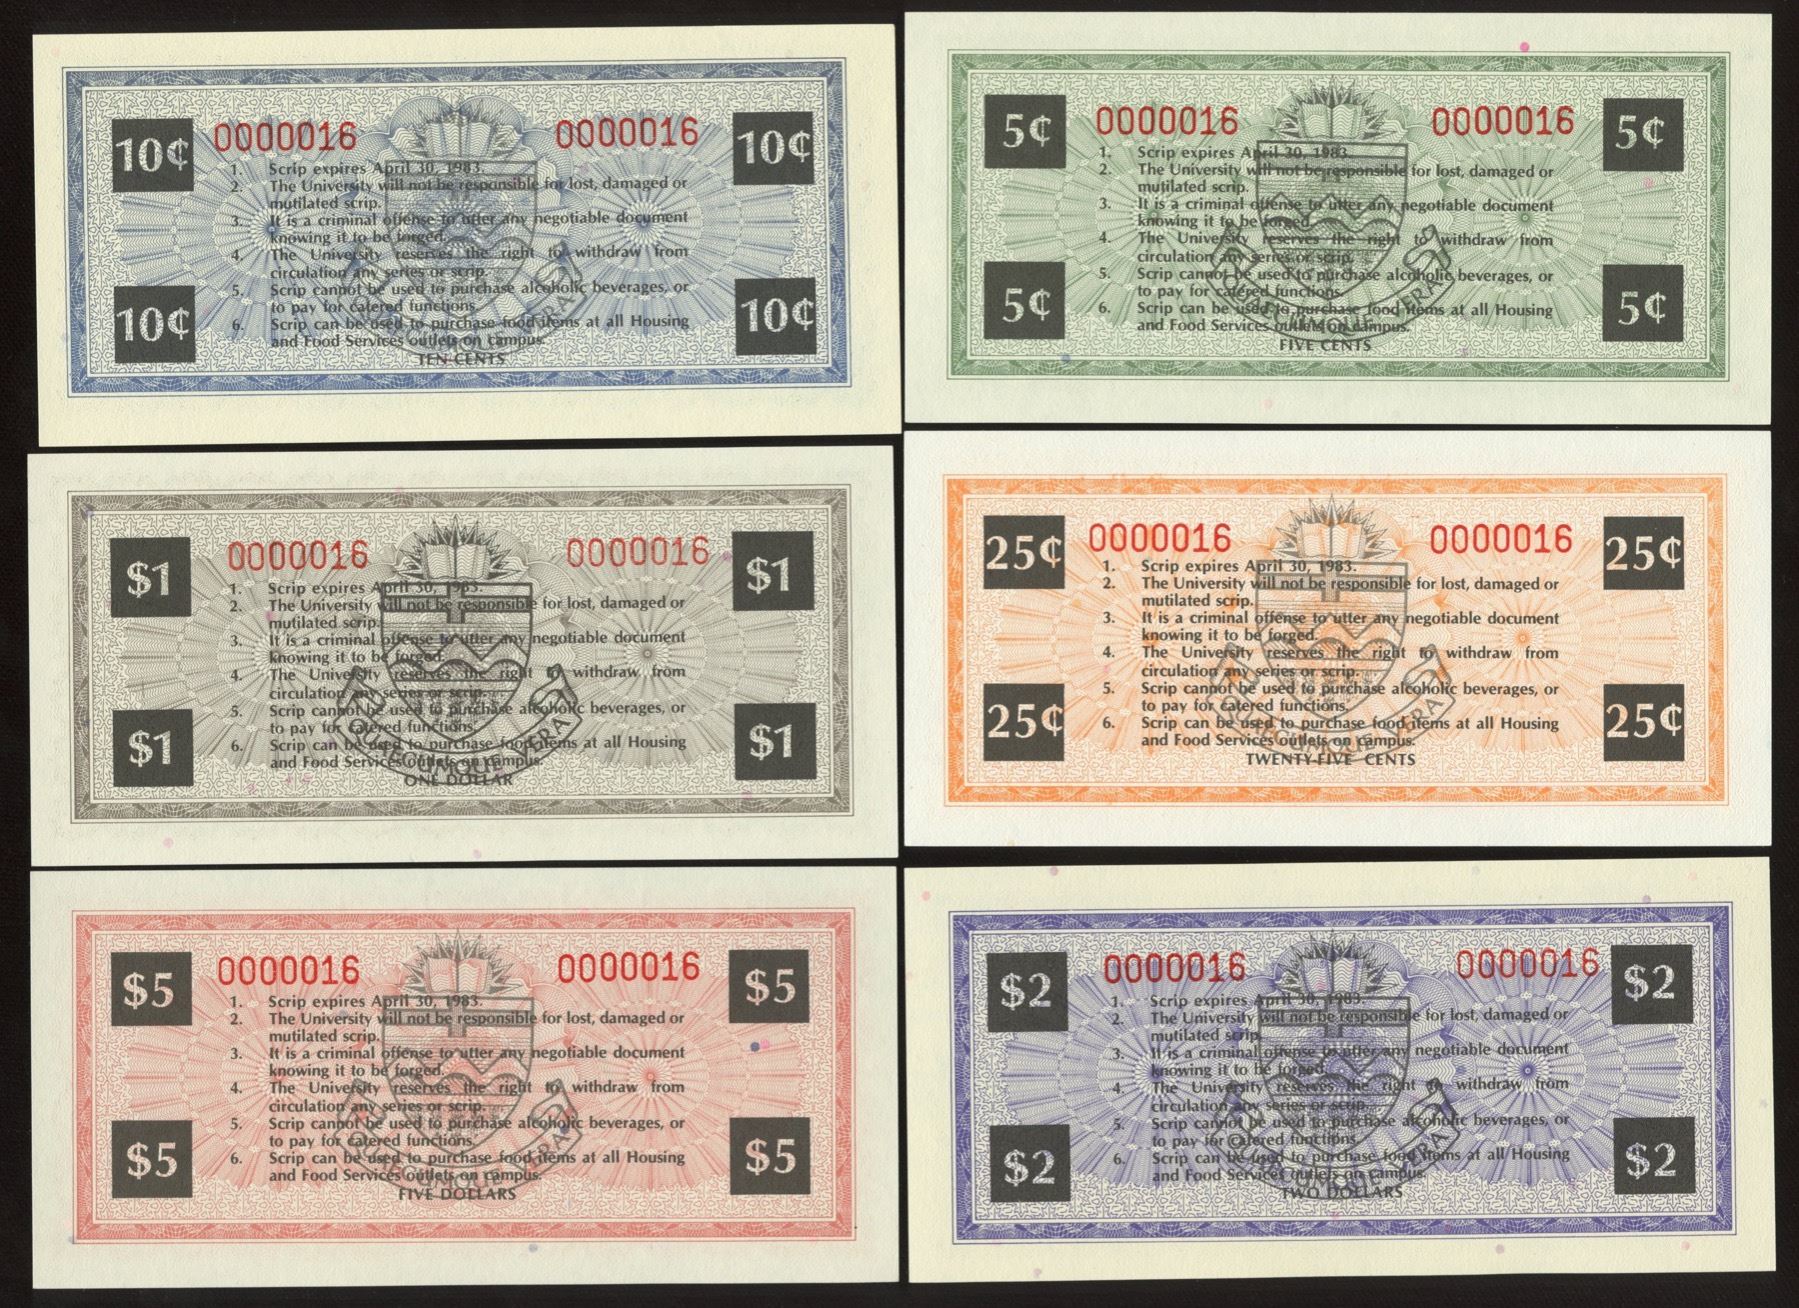 10¢ 0000016 0000016 10¢
1. Scrip expires April 30, 1983.
2. The University will not be responsible for lost, damaged or
mutilated scrip.
3. It is a criminal offense to utter any negotiable document
knowing it to be forged.
4. The University reserves the right to withdraw from
circulation any series or scrip.
5. Scrip cannot be used to purchase alcoholic beverages, or
to pay for catered functions.
6. Scrip can be used to purchase food items at all Housing
and Food Services outlets on campus.
10¢ 10¢
TEN CENTS
5¢ 0000016 0000016 5¢
1. Scrip expires April 30, 1983.
2. The University will not be responsible for lost, damaged or
mutilated scrip.
3. It is a criminal offense to utter any negotiable document
knowing it to be forged.
4. The University reserves the right to withdraw from
circulation any series or scrip.
5. Scrip cannot be used to purchase alcoholic beverages, or
to pay for catered functions.
6. Scrip can be used to purchase food items at all Housing
and Food Services outlets on campus.
5¢ 5¢
FIVE CENTS
$1 0000016 0000016 $1
1. Scrip expires April 30, 1983.
2. The University will not be responsible for lost, damaged or
mutilated scrip.
3. It is a criminal offense to utter any negotiable document
knowing it to be forged.
4. The University reserves the right to withdraw from
circulation any series or scrip.
5. Scrip cannot be used to purchase alcoholic beverages, or
to pay for catered functions.
6. Scrip can be used to purchase food items at all Housing
and Food Services outlets on campus.
$1 $1
ONE DOLLAR
25¢ 0000016 0000016 25¢
1. Scrip expires April 30, 1983.
2. The University will not be responsible for lost, damaged or
mutilated scrip.
3. It is a criminal offense to utter any negotiable document
knowing it to be forged.
4. The University reserves the right to withdraw from
circulation any series or scrip.
5. Scrip cannot be used to purchase alcoholic beverages, or
to pay for catered functions.
6. Scrip can be used to purchase food items at all Housing
and Food Services outlets on campus.
25¢ 25¢
TWENTY-FIVE CENTS
$5 0000016 0000016 $5
1. Scrip expires April 30, 1983.
2. The University will not be responsible for lost, damaged or
mutilated scrip.
3. It is a criminal offense to utter any negotiable document
knowing it to be forged.
4. The University reserves the right to withdraw from
circulation any series or scrip.
5. Scrip cannot be used to purchase alcoholic beverages, or
to pay for catered functions.
6. Scrip can be used to purchase food items at all Housing
and Food Services outlets on campus.
$5 $5
FIVE DOLLARS
$2 0000016 0000016 $2
1. Scrip expires April 30, 1983.
2. The University will not be responsible for lost, damaged or
mutilated scrip.
3. It is a criminal offense to utter any negotiable document
knowing it to be forged.
4. The University reserves the right to withdraw from
circulation any series or scrip.
5. Scrip cannot be used to purchase alcoholic beverages, or
to pay for catered functions.
6. Scrip can be used to purchase food items at all Housing
and Food Services outlets on campus.
$2 $2
TWO DOLLARS